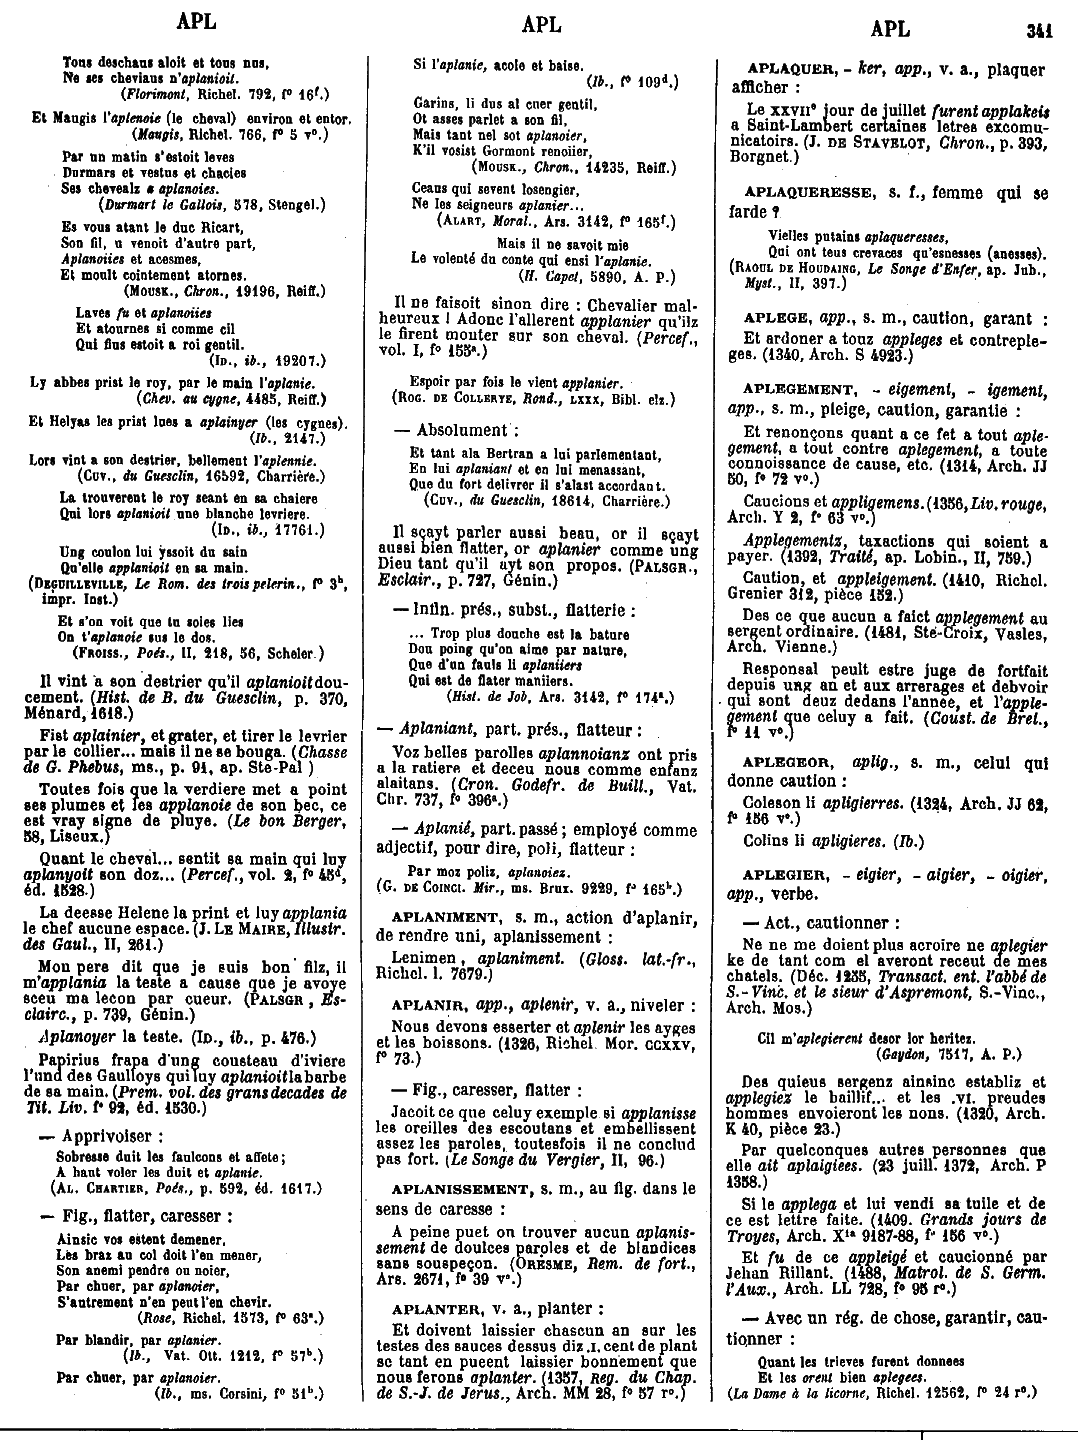 APL
APL
APL
341
Tous deschaus aloit et tous nus,
Ne ses cheviaus n'aplanioit.
(Florimont, Richel. 792, f° 16f.)
Et Maugis l'aplenoie (le cheval) environ et entor.
(Maugis, Richel. 766, f° 5 v°.)
Par un matin s'estoit leves
Durmars et vestus et chacies
Ses chevealz a aplanoies.
(Durmart le Gallois, 578, Stengel.)
Es vous atant le duc Ricart,
Son fil, u venoit d'autre part,
Aplanoiies et acesmes,
Et moult cointement atornes.
(Mousk., Chron., 19196, Reiff.)
Laves fu et aplanoiies
Et atournes si comme cil
Qui fius estoit a roi gentil.
(Id., ib., 19207.)
Ly abbes prist le roy, par le main l'aplanie.
(Chev. au cygne, 4485, Reiff.)
Et Helyas les prist lues a aplainyer (les cygnes).
(Ib., 2147.)
Lors vint a son destrier, bellement l'aplennie.
(Cuv., du Guesclin, 16592, Charrière.)
La trouverent le roy seant en sa chaiere
Qui lors aplanioit une blanche levriere.
(Id., ib., 17761.)
Ung coulon lui yssoit du sain
Qu'elle applanioit en sa main.
(Deguilleville, Le Rom. des trois pelerin., f° 3b,
impr. Inst.)
Et s'on voit que tu soies lies
On t'aplanoie sus le dos.
(Froiss., Poés., II, 218, 56, Scheler.)
Il vint a son destrier qu'il aplanioit dou-
cement. (Hist. de B. du Guesclin, p. 370,
Ménard, 1618.)
Fist aplainier, et grater, et tirer le levrier
par le collier... mais il ne se bouga. (Chasse
de G. Phebus, ms., p. 91, ap. Ste-Pal )
Toutes fois que la verdiere met a point
ses plumes et les applanoie de son bec, ce
est vray signe de pluye. (Le bon Berger,
58, Liseux.)
Quant le cheval... sentit sa main qui luy
aplanyoit son doz... (Percef., vol. 2, f° 45d,
éd. 1528.)
La deesse Helene la print et luy applania
le chef aucune espace. (J. Le Maire, Illustr.
des Gaul., II, 261.)
Mon pere dit que je suis bon filz, il
m'applania la teste a cause que je avoye
sceu ma lecon par cueur. (Palsgr , Es-
clairc., p. 739, Génin.)
Aplanoyer la teste. (Id., ib., p. 476.)
Papirius frapa d'ung cousteau d'iviere
l'und des Gaulloys qui luy aplanioit la barbe
de sa main. (Prem. vol. des grans decades de
Tit. Liv. f° 92, éd. 1530.)
— Apprivoiser :
Sobresse duit les faulcons et affete ;
A haut voler les duit et aplanie.
(Al. Chartier, Poés., p. 592, éd. 1617.)
— Fig., flatter, caresser :
Ainsic vos estent demener,
Les braz au col doit l'en mener,
Son anemi pendre ou noier,
Par chuer, par aplanoier,
S'autrement n'en peut l'en chevir.
(Rose, Richel. 1573, f° 63a.)
Par blandir, par aplanier.
(Ib., Vat. Ott. 1212, f° 57b.)
Par chuer, par aplanoier.
(Ib., ms. Corsini, f° 51b.)
Si l'aplanie, acole et baise.
(Ib., f° 109d.)
Garins, li dus al cuer gentil,
Ot asses parlet a son fil,
Mais tant nel sot aplanoier,
K'il vosist Gormont renoiier,
(Mousk., Chron., 14235, Reiff.)
Ceaus qui sevent losengier,
Ne les seigneurs aplanier...
(Alart, Moral., Ars. 3142, f° 165f.)
Mais il ne savoit mie
Le volenté du conte qui ensi l'aplanie.
(H. Capet, 5890, A. P.)
Il ne faisoit sinon dire : Chevalier mal-
heureux ! Adonc l'allerent applanier qu'ilz
le firent monter sur son cheval. (Percef.,
vol. I, f° 155a.)
Espoir par fois le vient applanier.
(Rog. de Collerye, Rond., lxxx, Bibl. elz.)
— Absolument :
Et tant ala Bertran a lui parlementant,
En lui aplaniant et en lui menassant,
Que du fort delivrer il s'alast accordant.
(Cuv., du Guesclin, 18614, Charrière.)
Il sçayt parler aussi beau, or il sçayt
aussi bien flatter, or aplanier comme ung
Dieu tant qu'il ayt son propos. (Palsgr.,
Esclair., p. 727, Génin.)
— Infin. prés., subst., flatterie :
... Trop plus douche est la bature
Dou poing qu'on aime par nature,
Que d'un fauls li aplaniiers
Qui est de flater maniiers.
(Hist. de Job, Ars. 3142, f° 174a.)
— Aplaniant, part. prés., flatteur :
Voz belles parolles aplannoianz ont pris
a la ratiere et deceu nous comme enfanz
alaitans. (Cron. Godefr. de Buill., Vat.
Chr. 737, f° 396a.)
— Aplanié, part. passé ; employé comme
adjectif, pour dire, poli, flatteur :
Par moz poliz, aplanoiez.
(G. de Coinci. Mir., ms. Brux. 9229, f° 165b.)
APLANIMENT, s. m., action d'aplanir,
de rendre uni, aplanissement :
Lenimen, aplaniment. (Gloss. lat.-fr.,
Richel. l. 7679.)
APLANIR, app., aplenir, v. a., niveler :
Nous devons esserter et aplenir les ayges
et les boissons. (1326, Richel. Mor. ccxxv,
f° 73.)
— Fig., caresser, flatter :
Jacoit ce que celuy exemple si applanisse
les oreilles des escoutans et embellissent
assez les paroles, toutesfois il ne conclud
pas fort. (Le Songe du Vergier, II, 96.)
APLANISSEMENT, s. m., au fig. dans le
sens de caresse :
A peine puet on trouver aucun aplanis-
sement de doulces paroles et de blandices
sans souspeçon. (Oresme, Rem. de fort.,
Ars. 2671, f° 39 v°.)
APLANTER, v. a., planter :
Et doivent laissier chascun an sur les
testes des sauces dessus diz .i. cent de plant
se tant en pueent laissier bonnement que
nous ferons aplanter. (1357, Reg. du Chap.
de S.-J. de Jerus., Arch. MM 28, f° 57 r°.)
APLAQUER, - ker, app., v. a., plaquer
afficher :
Le xxviie jour de juillet furent applakeis
a Saint-Lambert certaines letres excomu-
nicatoirs. (J. de Stavelot, Chron., p. 393,
Borgnet.)
APLAQUERESSE, s. f., femme qui se
farde ?
Vielles putains aplaqueresses,
Qui ont teus crevaces qu'esnesses (anesses).
(Raoul de Houdaing, Le Songe d'Enfer, ap. Jub.,
Myst., II, 397.)
APLEGE, app., s. m., caution, garant :
Et ardoner a touz appleges et contreple-
ges. (1340, Arch. S 4923.)
APLEGEMENT, - eigement, - igement,
app., s. m., pleige, caution, garantie :
Et renonçons quant a ce fet a tout aple-
gement, a tout contre aplegement, a toute
connoissance de cause, etc. (1314, Arch. JJ
50, f° 72 v°.)
Caucions et appligemens. (1356, Liv. rouge,
Arch. Y 2, f° 63 v°.)
Applegementz, taxactions qui soient a
payer. (1392, Traité, ap. Lobin., II, 759.)
Caution, et appleigement. (1410, Richel.
Grenier 312, pièce 152.)
Des ce que aucun a faict applegement au
sergent ordinaire. (1481, Ste-Croix, Vasles,
Arch. Vienne.)
Responsal peult estre juge de fortfait
depuis ung an et aux arrerages et debvoir
qui sont deuz dedans l'année, et l'apple-
gement que celuy a fait. (Coust. de Bret.,
f° 11 v°.)
APLEGEOR, aplig., s. m., celui qui
donne caution :
Coleson li apligierres. (1324, Arch. JJ 62,
f° 156 v°.)
Colins li apligieres. (Ib.)
APLEGIER, - eigier, - aigier, - oigier,
app., verbe.
— Act., cautionner :
Ne ne me doient plus acroire ne aplegier
ke de tant com el averont receut de mes
chatels. (Déc. 1235, Transact. ent. l'abbé de
S.-Vinc. et le sieur d'Aspremont, S.-Vinc.,
Arch. Mos.)
Cil m'aplegierent desor lor heritez.
(Gaydon, 7517, A. P.)
Des quieus sergenz ainsinc establiz et
applegiez le baillif... et les .vi. preudes
hommes envoieront les nons. (1320, Arch.
K 40, pièce 23.)
Par quelconques autres personnes que
elle ait aplaigiees. (23 juill. 1372, Arch. P
1358.)
Si le applega et lui vendi sa tuile et de
ce est lettre faite. (1409. Grands jours de
Troyes, Arch. X1a 9187-88, f° 156 v°.)
Et fu de ce appleigé et caucionné par
Jehan Rillant. (1488, Matrol. de S. Germ.
l'Aux., Arch. LL 728, f° 95 r°.)
— Avec un rég. de chose, garantir, cau-
tionner :
Quant les trieves furent donnees
Et les orent bien aplegees.
(La Dame à la licorne, Richel. 12562, f° 24 r°.)